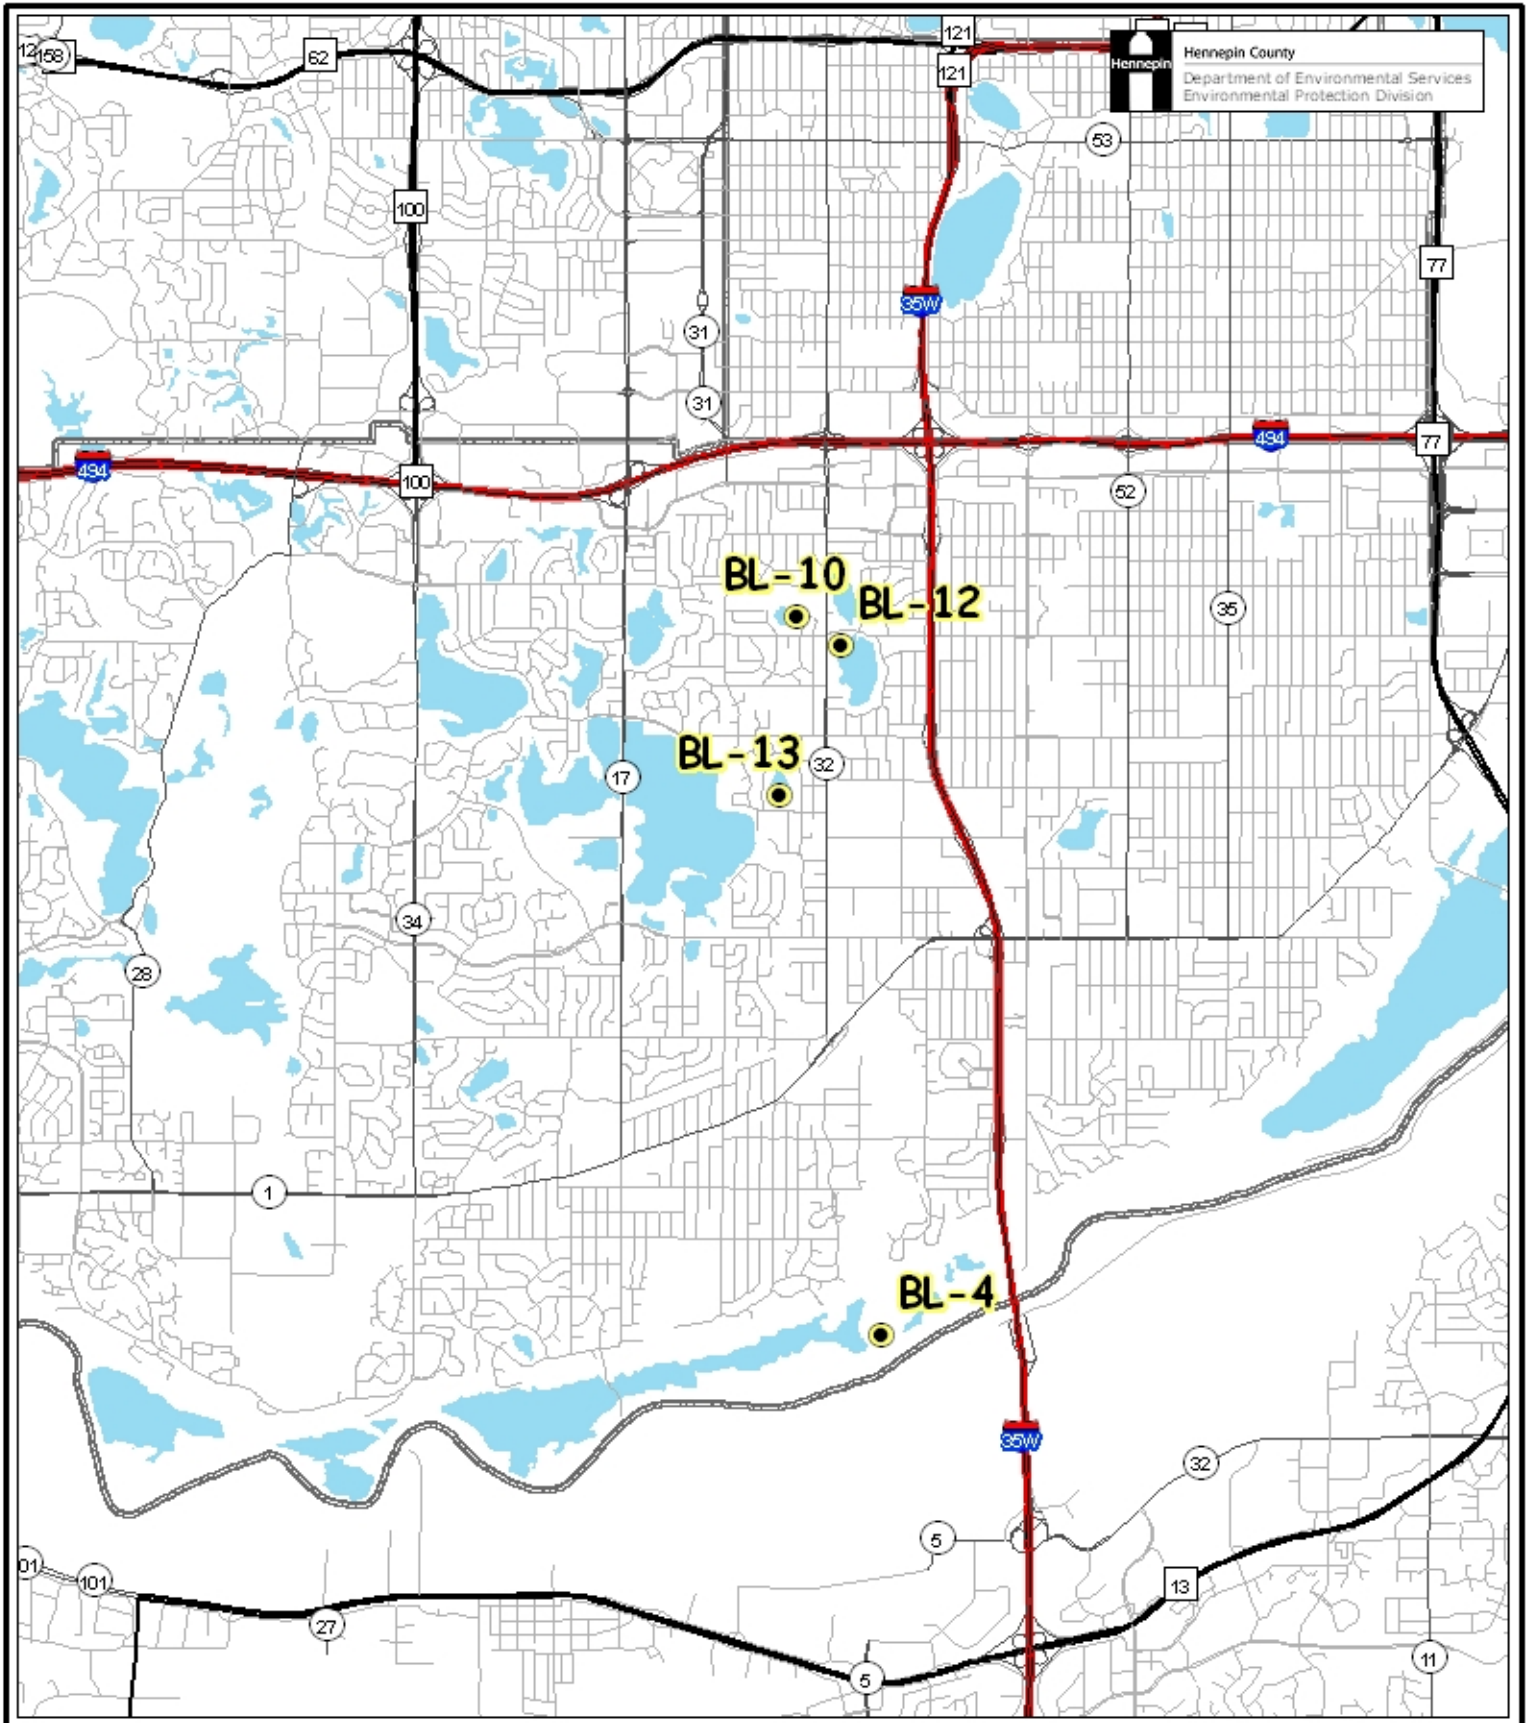 121
158
62
121
Hennepin
Hennepin County
Department of Environmental Services
Environmental Protection Division
53
100
77
35W
31
31
494
494
77
100
52
BL-10
BL-12
35
BL-13
32
17
34
28
1
BL-4
35W
32
5
01
101
13
27
11
5